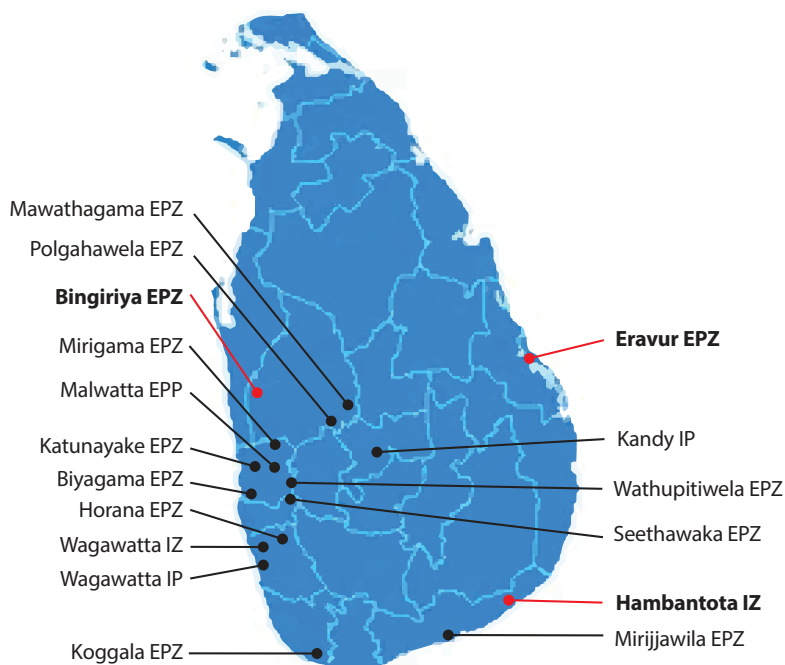 Mawathagama EPZ
Polgahawela EPZ
Bingiriya EPZ
Mirigama EPZ
Malwatta EPP
Katunayake EPZ
Biyagama EPZ
Horana EPZ
Wagawatta IZ
Wagawatta IP
Koggala EPZ
Eravur EPZ
Kandy IP
Wathupitiwela EPZ
Seethawaka EPZ
Hambantota IZ
Mirijjawila EPZ